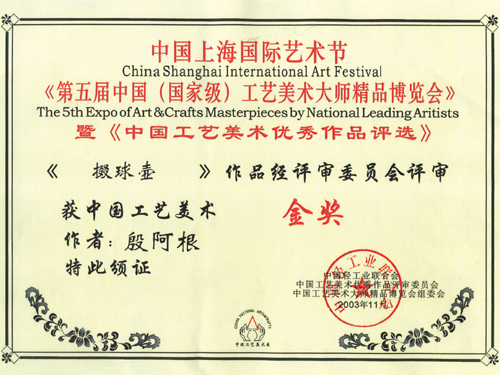 中国上海国际艺术节
China Shanghai International Art Festival
《第五届中国（国家级）工艺美术大师精品博览会》
The 5th Expo of Art & Crafts Masterpieces by National Leading Aritists
暨《中国工艺美术优秀作品评选》
《 掇球壶 》作品经评审委员会评审
获中国工艺美术 金奖
作者：殷阿根
特此颁证
中国轻工业联合会
中国工艺美术优秀作品评审委员会
中国工艺美术大师精品博览会组委会
2003年11月